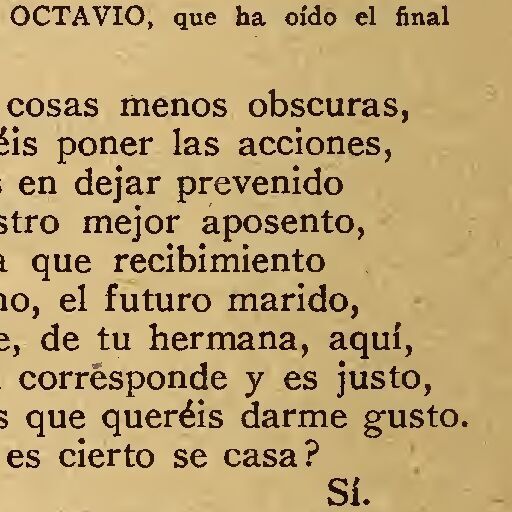 OCTAVIO, que ha oído el final
cosas menos obscuras,
éis poner las acciones,
en dejar prevenido
stro mejor aposento,
a que recibimiento
no, el futuro marido,
e, de tu hermana, aquí,
corresponde y es justo,
s que queréis darme gusto.
es cierto se casa?
Sí.